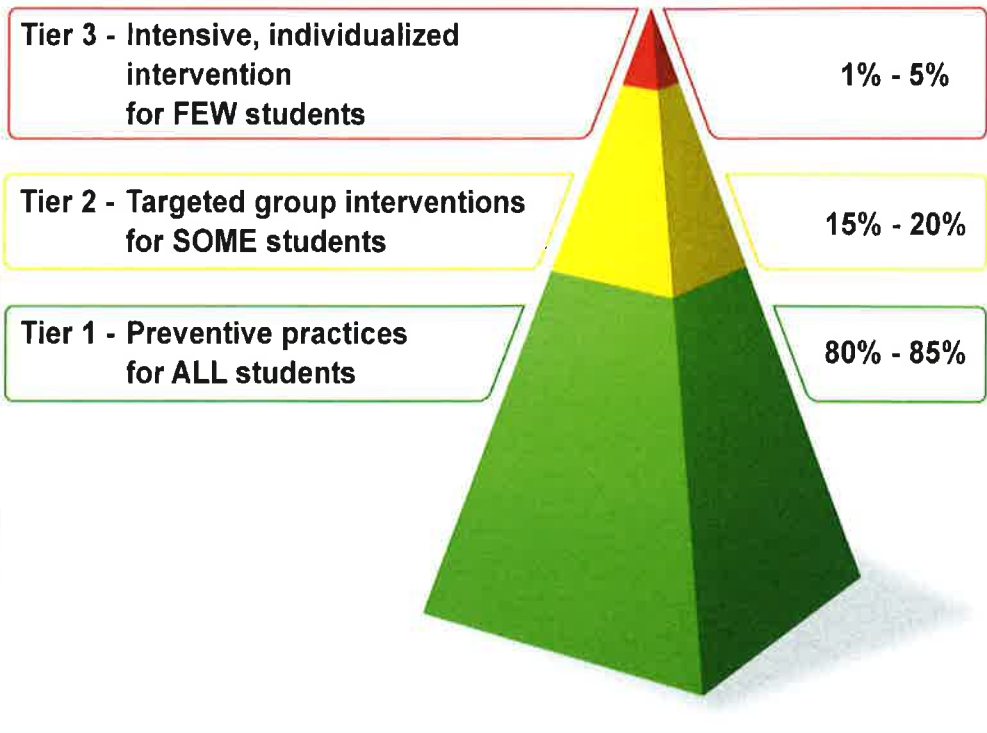 Tier 3 - Intensive, individualized
intervention
for FEW students
1% - 5%
Tier 2 - Targeted group interventions
for SOME students
15% - 20%
Tier 1 - Preventive practices
for ALL students
80% - 85%